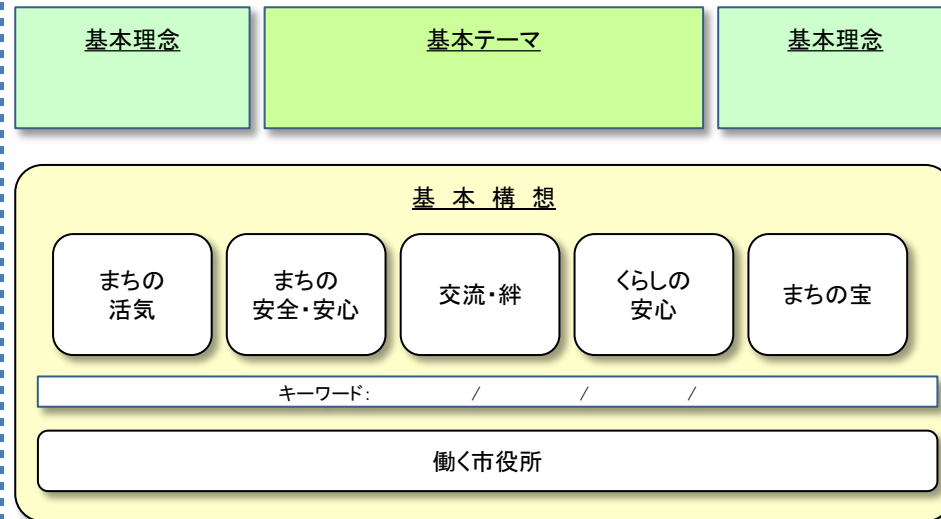 基本理念
基本テーマ
基本理念
基 本 構 想
まちの
活気
まちの
安全・安心
交流・絆
くらしの
安心
まちの宝
キーワード: / / /
働く市役所